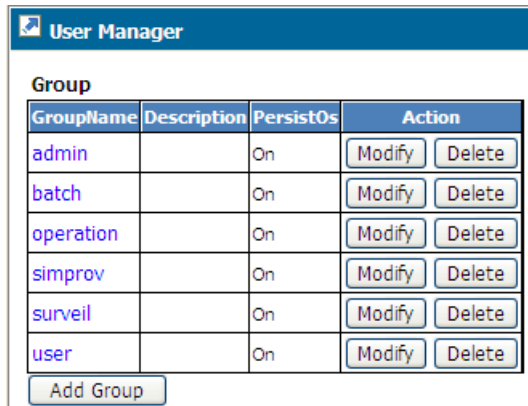 User Manager
Group
GroupName Description PersistOs Action
admin On Modify Delete
batch On Modify Delete
operation On Modify Delete
simprov On Modify Delete
surveil On Modify Delete
user On Modify Delete
Add Group